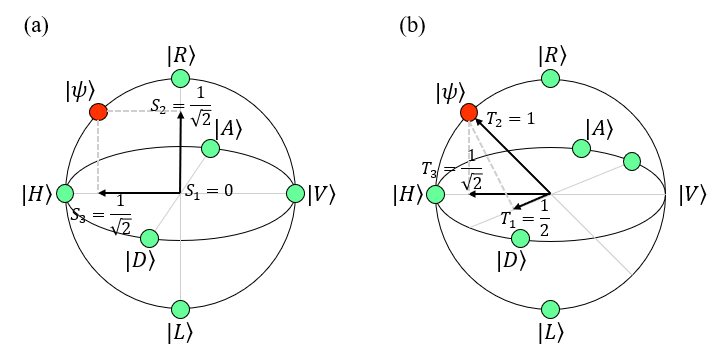 (a)
(b)
|R⟩
|ψ⟩
S₂ = 1/√2
|A⟩
|H⟩
S₁ = 0
|V⟩
S₃ = 1/√2
|D⟩
|L⟩
|R⟩
|ψ⟩
T₂ = 1
|A⟩
T₃ = 1/√2
|H⟩
|V⟩
T₁ = 1/2
|D⟩
|L⟩